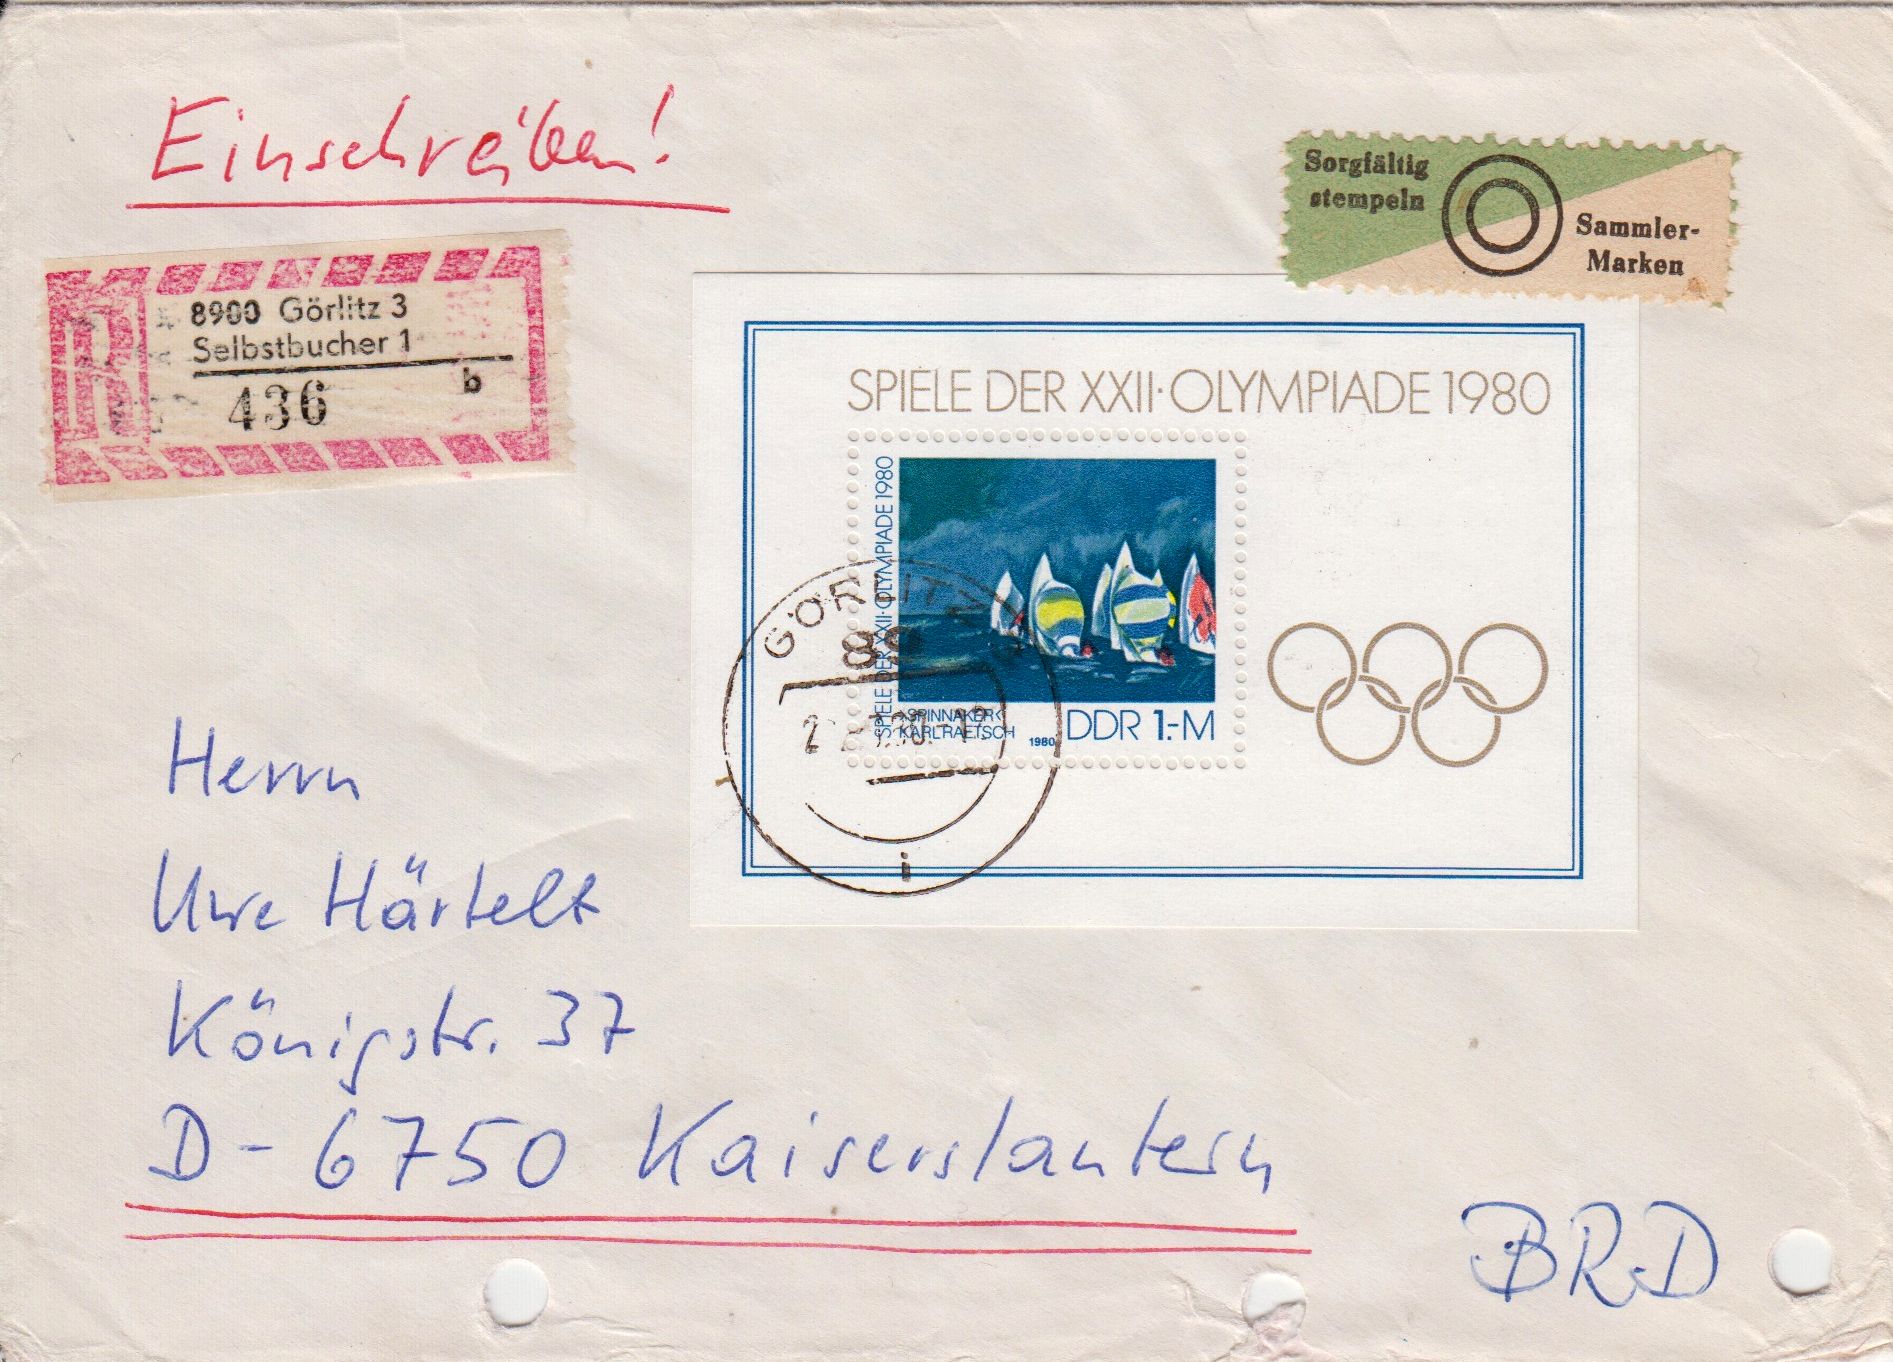 Einschreiben!
Sorgfältig
stempeln
Sammler-
Marken
8900 Görlitz 3
Selbstbucher 1
b
436
SPIELE DER XXII. OLYMPIADE 1980
SPIELE DER XXII. OLYMPIADE 1980
›SPINNAKER‹
KARL RAETSCH
1980
DDR 1.-M
GÖRLITZ
89
i
Herrn
Uwe Härtelt
Königstr. 37
D-6750 Kaiserslautern
BRD